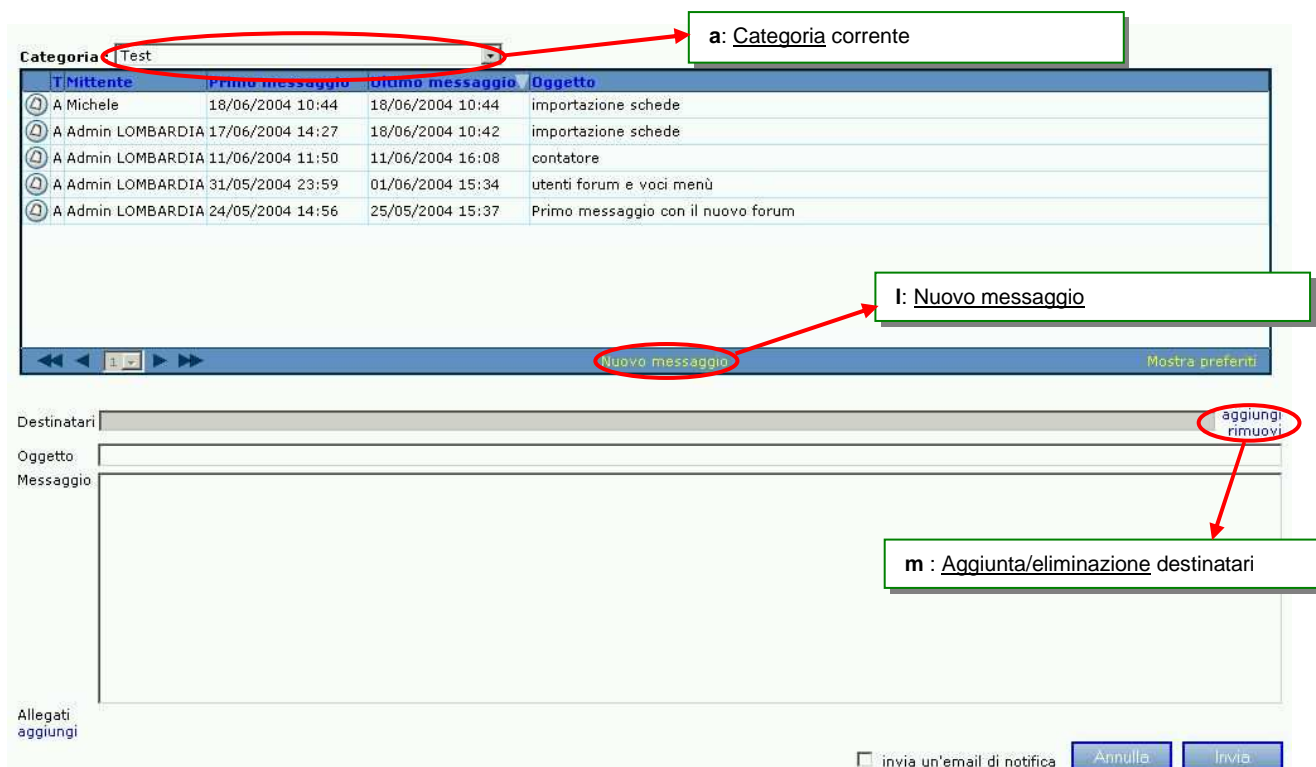 a: Categoria corrente
Categoria: Test
T Mittente Primo messaggio Ultimo messaggio Oggetto
A Michele 18/06/2004 10:44 18/06/2004 10:44 importazione schede
A Admin LOMBARDIA 17/06/2004 14:27 18/06/2004 10:42 importazione schede
A Admin LOMBARDIA 11/06/2004 11:50 11/06/2004 16:08 contatore
A Admin LOMBARDIA 31/05/2004 23:59 01/06/2004 15:34 utenti forum e voci menù
A Admin LOMBARDIA 24/05/2004 14:56 25/05/2004 15:37 Primo messaggio con il nuovo forum
l: Nuovo messaggio
1 Nuovo messaggio Mostra preferiti
Destinatari aggiungi
rimuovi
Oggetto
Messaggio
m : Aggiunta/eliminazione destinatari
Allegati
aggiungi
invia un'email di notifica Annulla Invia